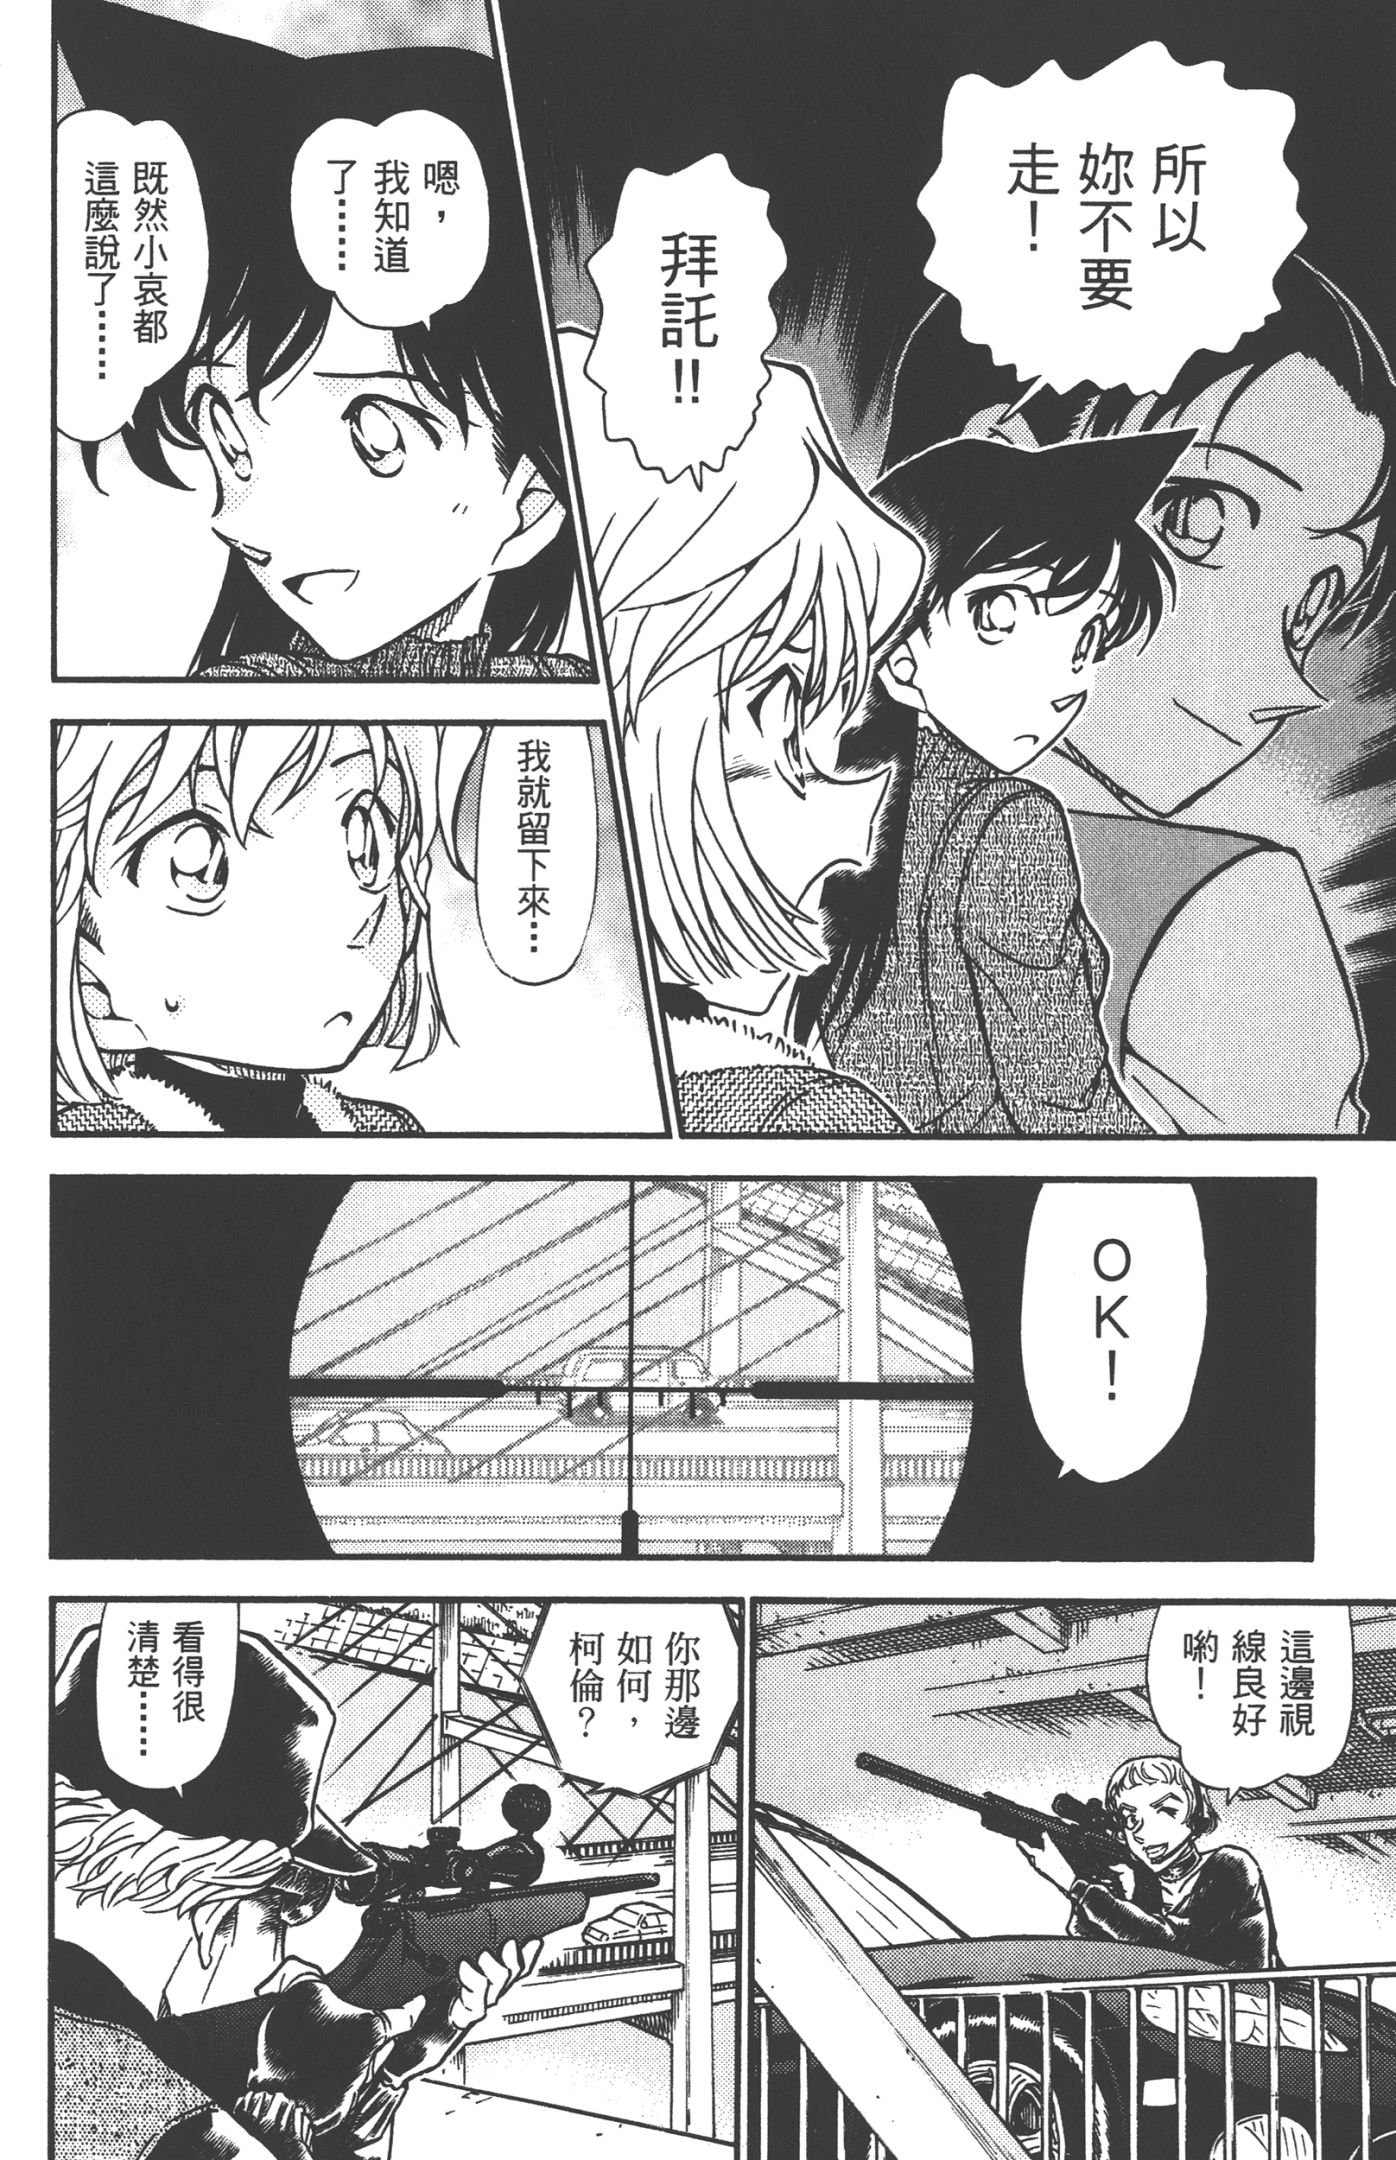 所以
妳不要
走！
拜託!!
嗯，
我知道
了……
既然小哀都
這麼說了……
我就留下來…
OK！
這邊視
線良好
喲！
你那邊
如何，
柯倫？
看得很
清楚……